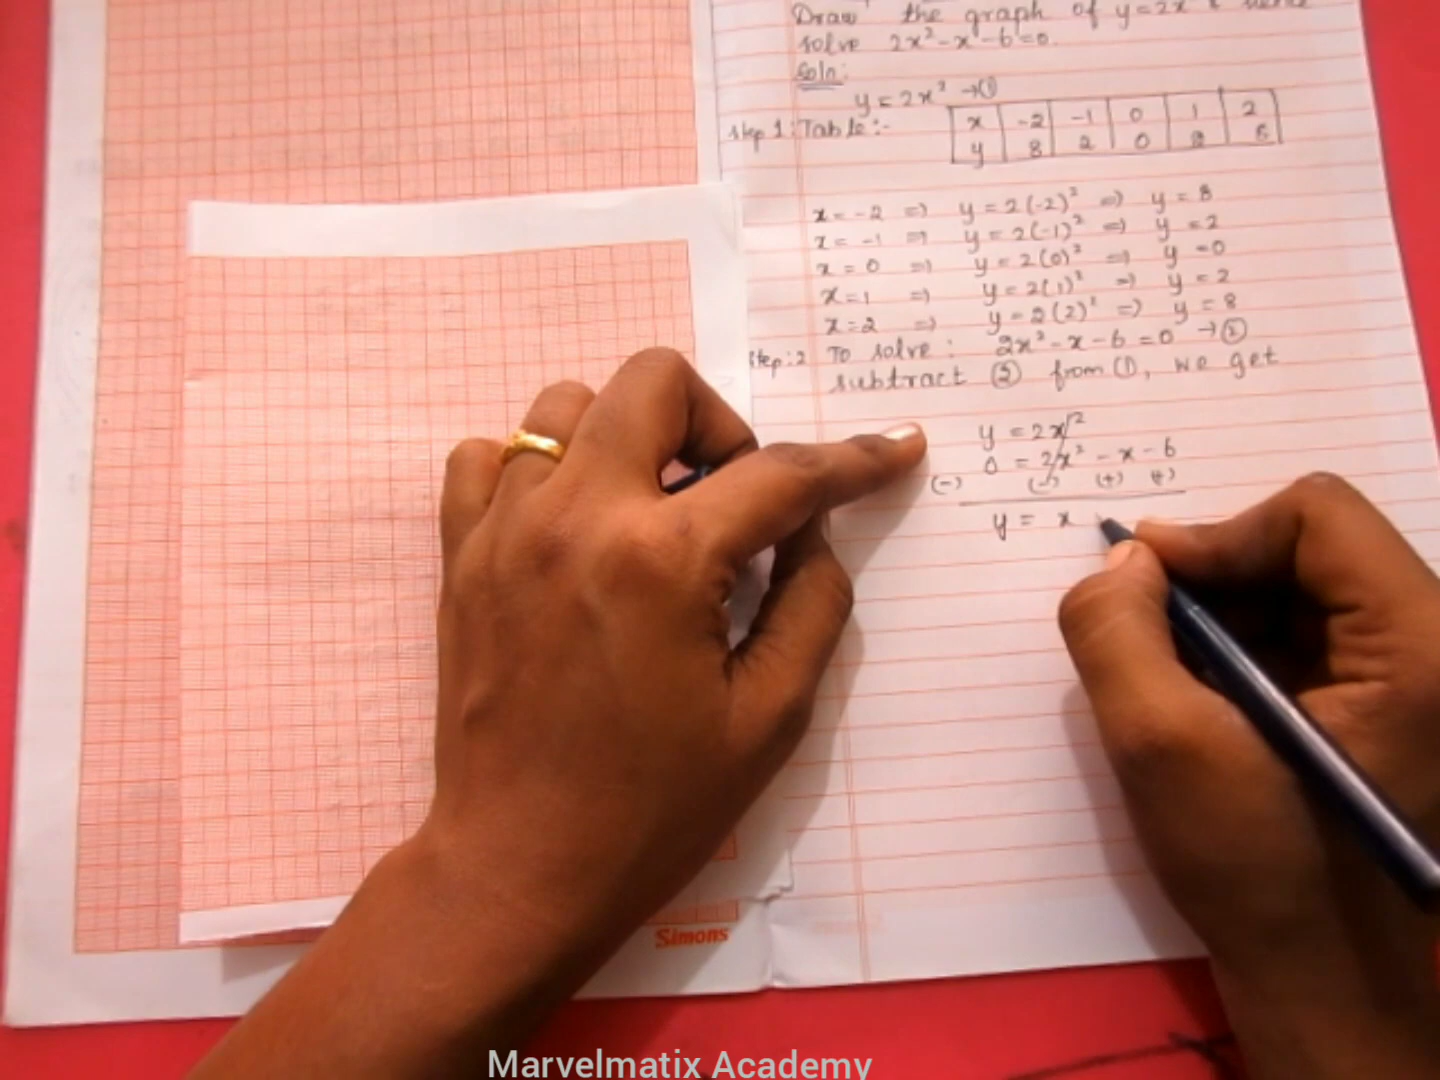 Draw the graph of y=2x² & hence
solve 2x²-x-6=0.
Soln:
y=2x² →①
Step 1: Table:-
x -2 -1 0 1 2
y 8 2 0 2 8
x=-2 => y=2(-2)² => y=8
x=-1 => y=2(-1)² => y=2
x=0 => y=2(0)² => y=0
x=1 => y=2(1)² => y=2
x=2 => y=2(2)² => y=8
Step:2 To solve: 2x²-x-6=0 →②
subtract ② from ①, we get
y = 2x²
0 = 2x² - x - 6
(-) (-) (+) (+)
y = x
Simons
Marvelmatix Academy